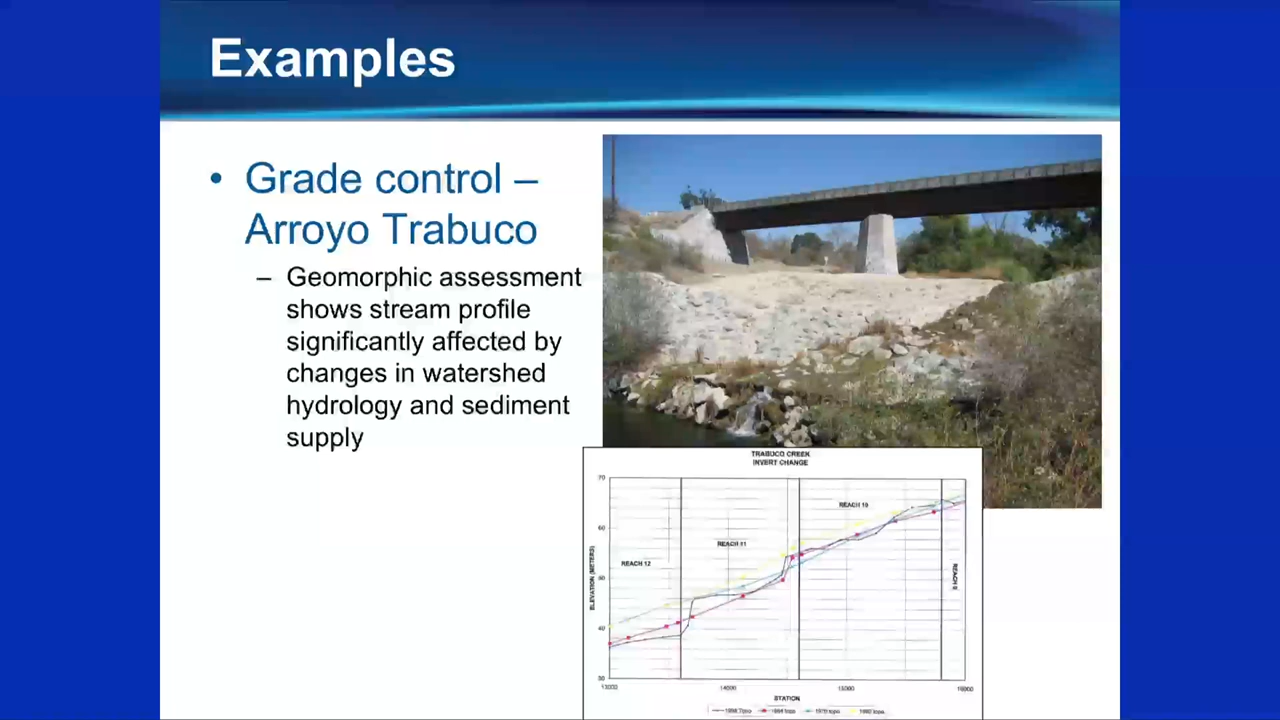 Examples
• Grade control –
Arroyo Trabuco
– Geomorphic assessment
shows stream profile
significantly affected by
changes in watershed
hydrology and sediment
supply
TRABUCO CREEK
INVERT CHANGE
70
60
50
40
30
ELEVATION (METERS)
REACH 12
REACH 11
REACH 10
REACH 9
13000
14000
15000
16000
STATION